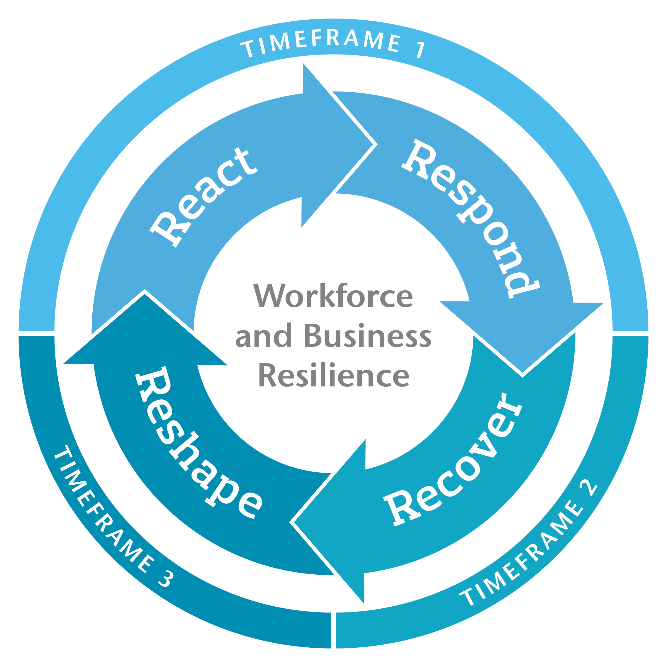 TIMEFRAME 1
React
Respond
Workforce
and Business
Resilience
Reshape
Recover
TIMEFRAME 3
TIMEFRAME 2